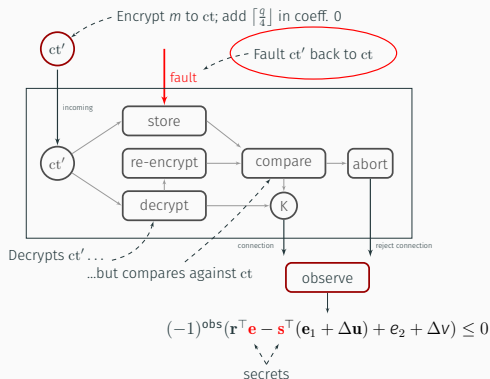 Encrypt m to ct; add ⌈q/4⌋ in coeff. 0
ct′
Fault ct′ back to ct
fault
incoming
store
ct′
re-encrypt
compare
abort
decrypt
K
connection
reject connection
Decrypts ct′ …
…but compares against ct
observe
(−1)^obs(r^⊤e − s^⊤(e₁ + Δu) + e₂ + Δv) ≤ 0
secrets